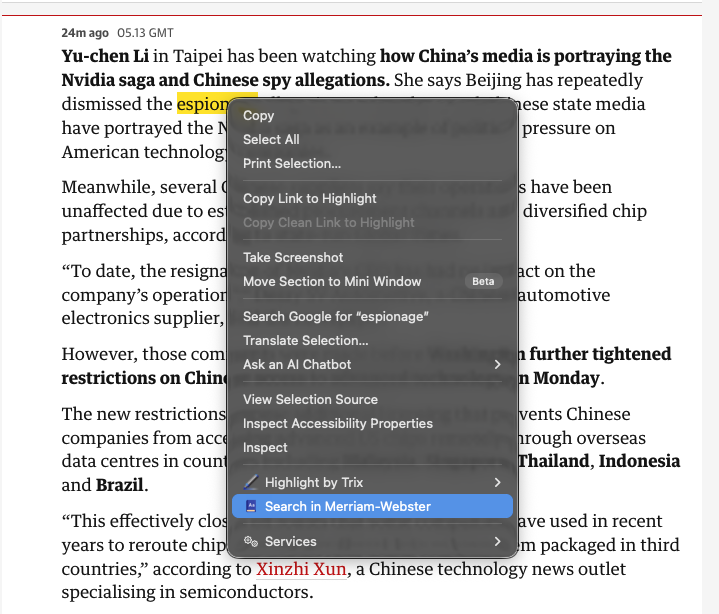 24m ago 05.13 GMT
Yu-chen Li in Taipei has been watching how China's media is portraying the
Nvidia saga and Chinese spy allegations. She says Beijing has repeatedly
dismissed the espion nese state media
have portrayed the N pressure on
American technology
Meanwhile, several s have been
unaffected due to es diversified chip
partnerships, accord
“To date, the resigna act on the
company's operation automotive
electronics supplier,
However, those com n further tightened
restrictions on Chine n Monday.
The new restrictions vents Chinese
companies from acce hrough overseas
data centres in coun Thailand, Indonesia
and Brazil.
“This effectively clos ave used in recent
years to reroute chip em packaged in third
countries,” according to Xinzhi Xun, a Chinese technology news outlet
specialising in semiconductors.
Copy
Select All
Print Selection...
Copy Link to Highlight
Copy Clean Link to Highlight
Take Screenshot
Move Section to Mini Window Beta
Search Google for “espionage”
Translate Selection...
Ask an AI Chatbot
View Selection Source
Inspect Accessibility Properties
Inspect
Highlight by Trix
Search in Merriam-Webster
Services